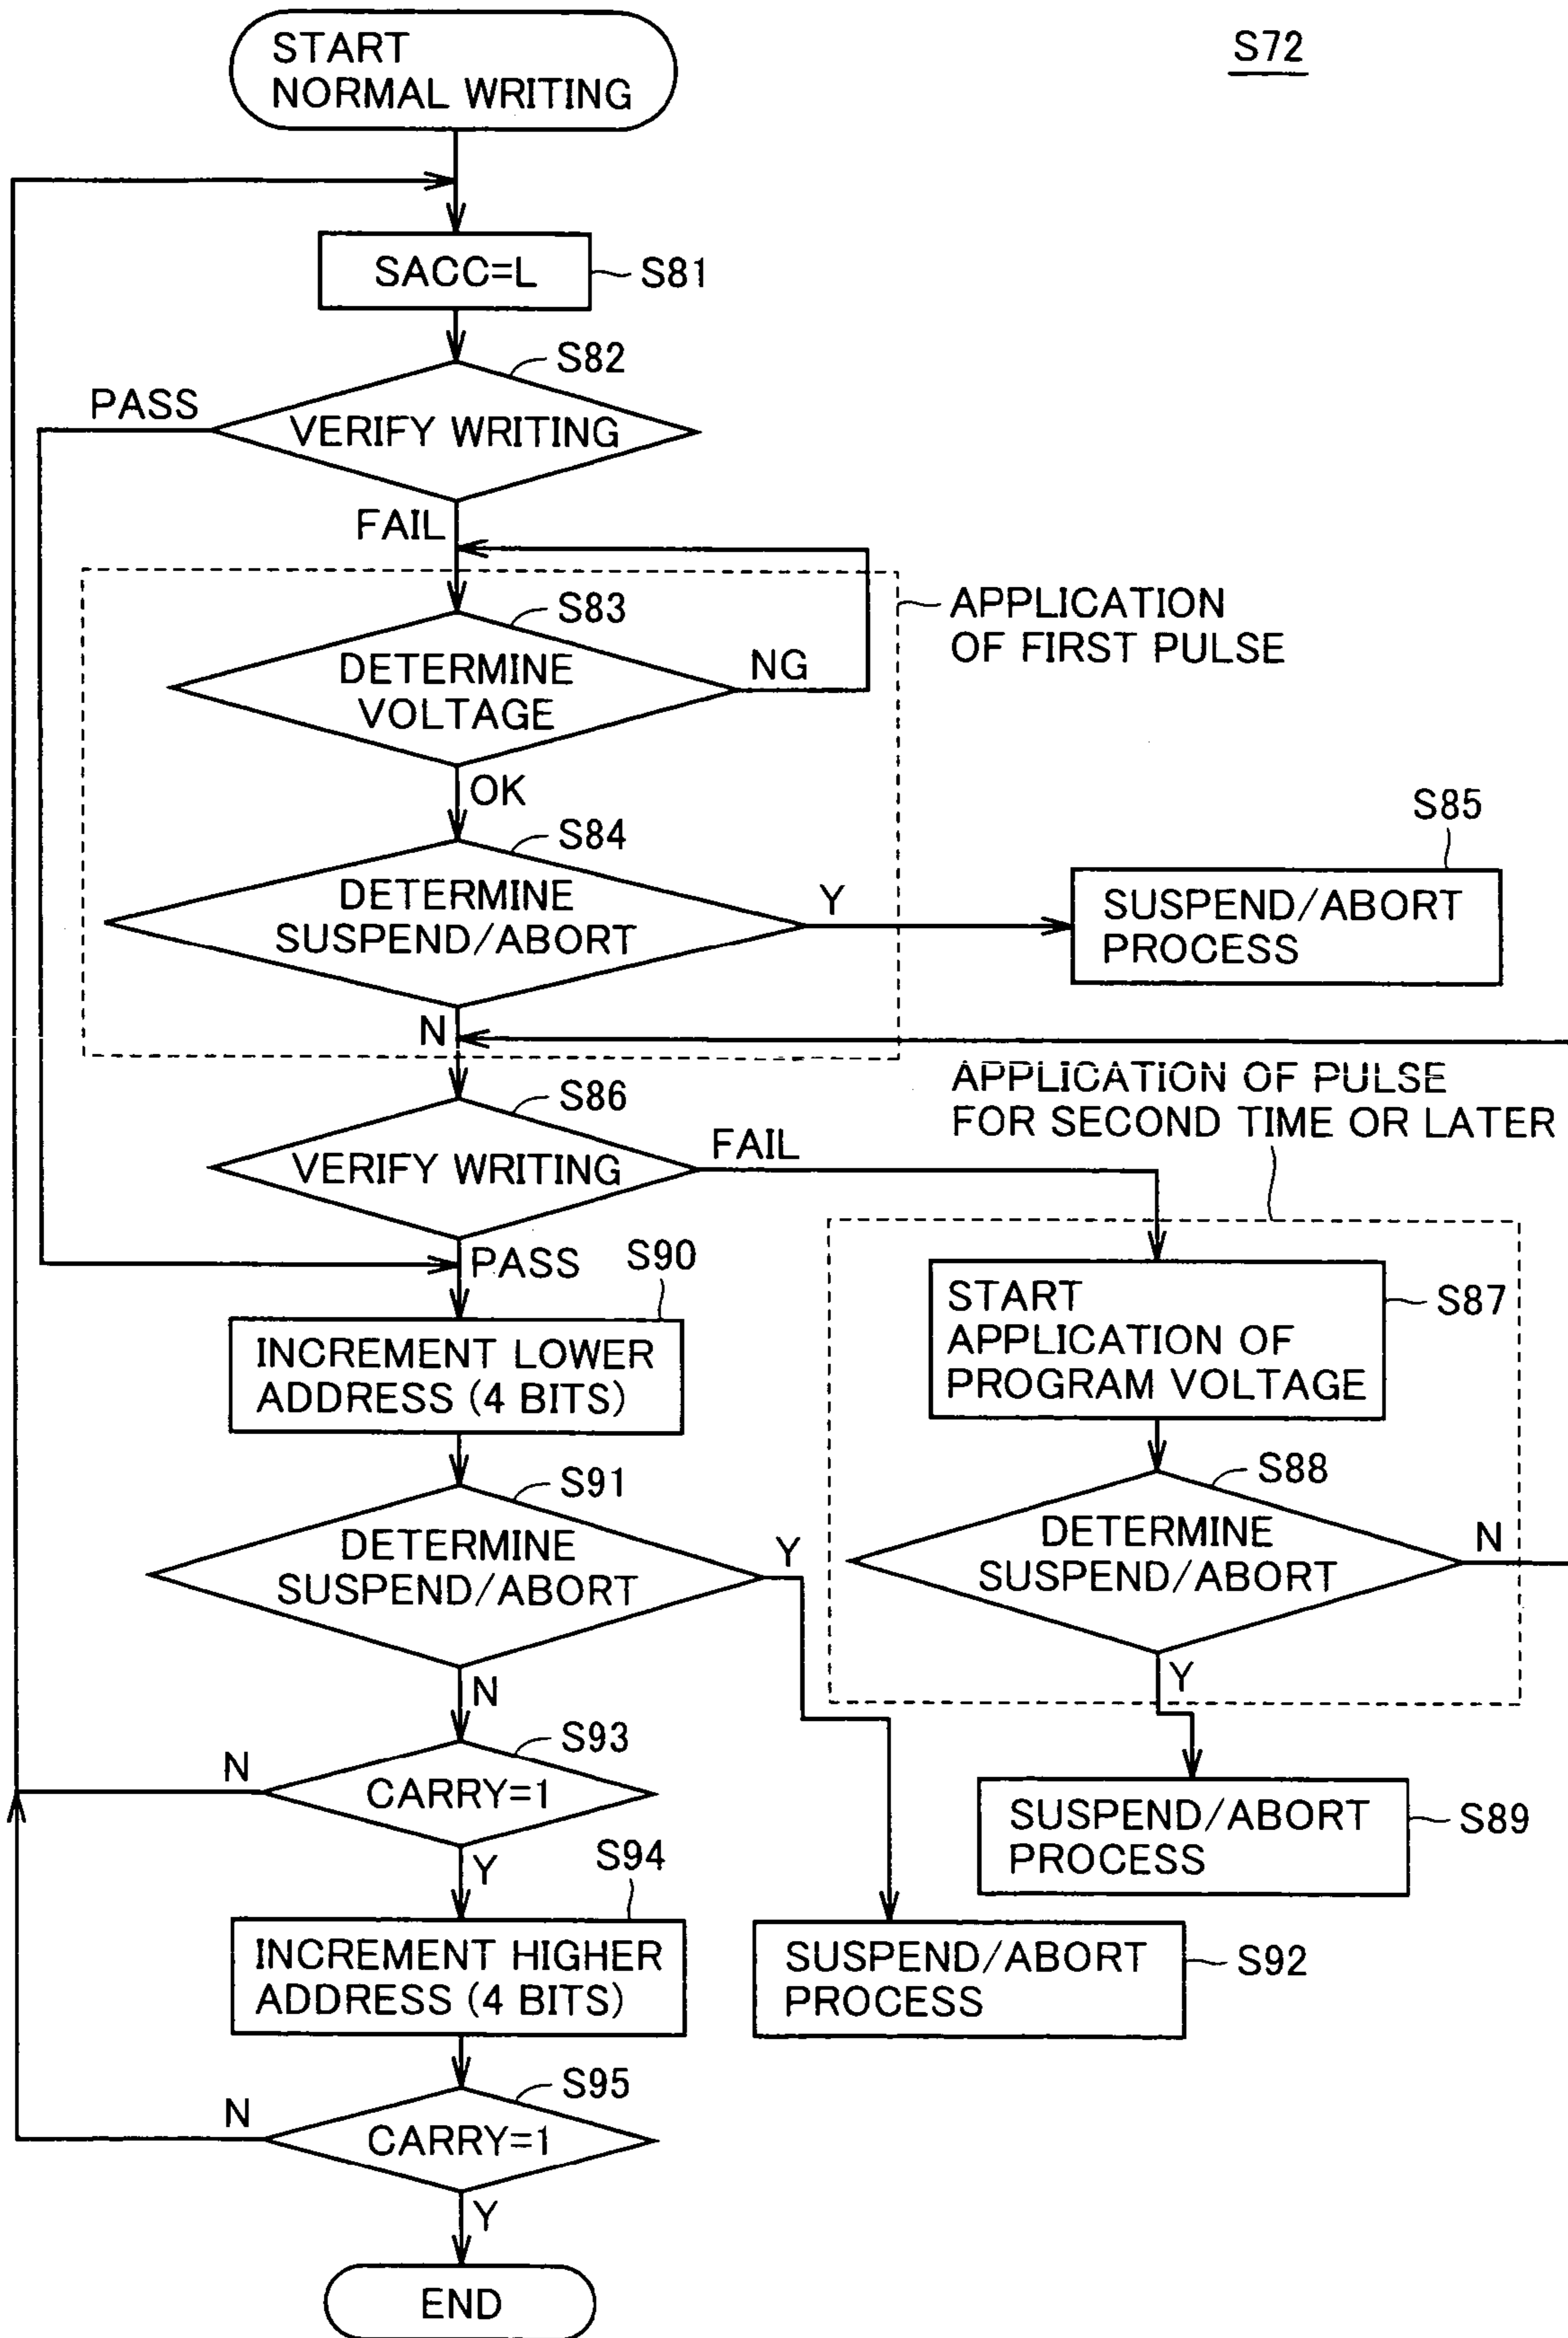 START
NORMAL WRITING
S72
SACC=L
S81
S82
PASS
VERIFY WRITING
FAIL
S83
APPLICATION
OF FIRST PULSE
DETERMINE
VOLTAGE
NG
OK
S84
S85
DETERMINE
SUSPEND/ABORT
Y
SUSPEND/ABORT
PROCESS
N
APPLICATION OF PULSE
FOR SECOND TIME OR LATER
S86
VERIFY WRITING
FAIL
PASS
S90
START
APPLICATION OF
PROGRAM VOLTAGE
S87
INCREMENT LOWER
ADDRESS (4 BITS)
S91
S88
DETERMINE
SUSPEND/ABORT
Y
DETERMINE
SUSPEND/ABORT
N
N
Y
S93
N
CARRY=1
SUSPEND/ABORT
PROCESS
S89
Y
S94
INCREMENT HIGHER
ADDRESS (4 BITS)
SUSPEND/ABORT
PROCESS
S92
S95
N
CARRY=1
Y
END